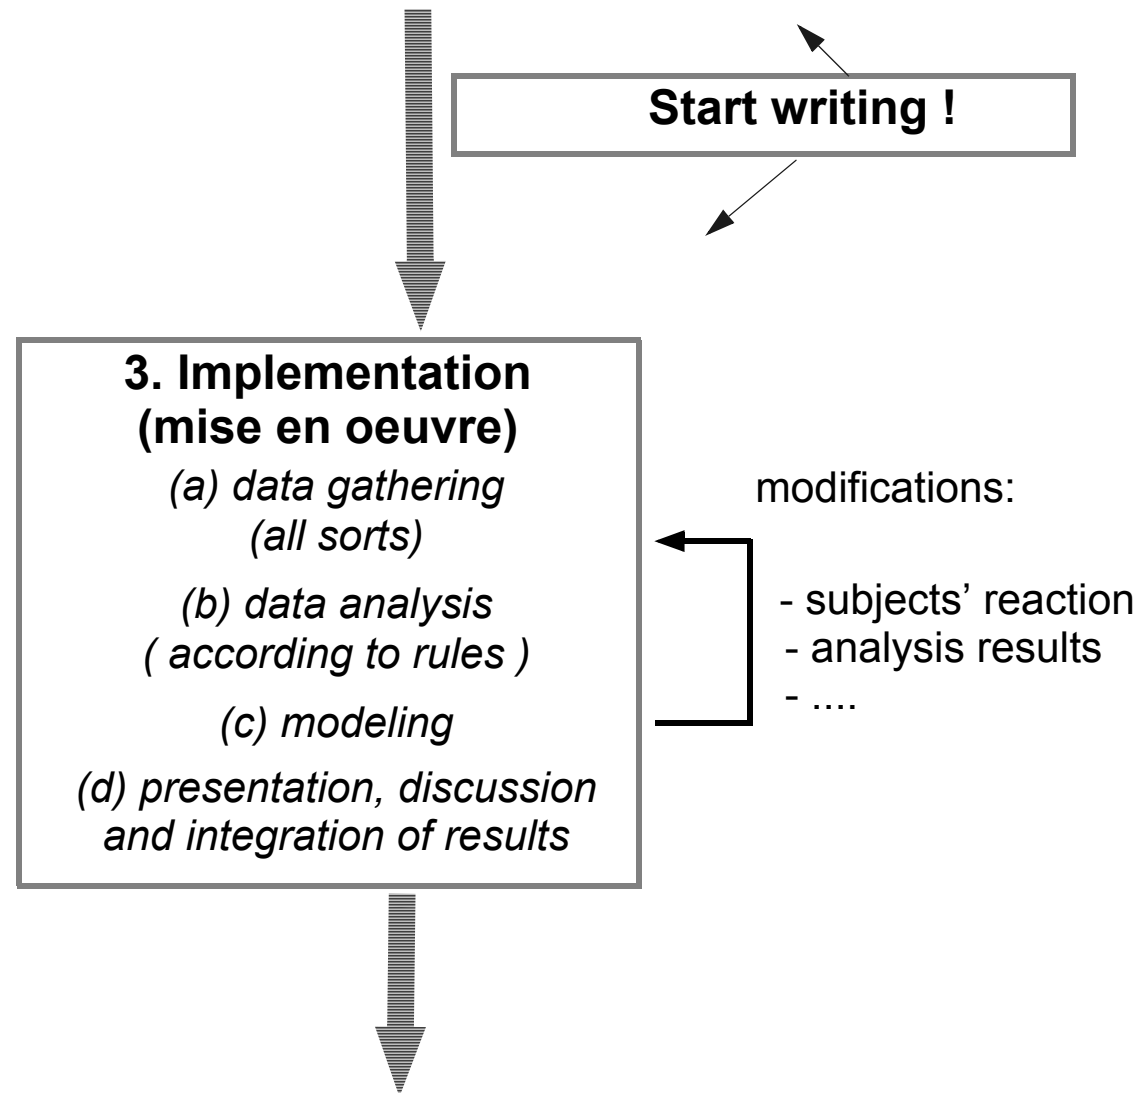 Start writing !
3. Implementation
(mise en oeuvre)
(a) data gathering
(all sorts)
(b) data analysis
( according to rules )
(c) modeling
(d) presentation, discussion
and integration of results
modifications:
- subjects’ reaction
- analysis results
- ....